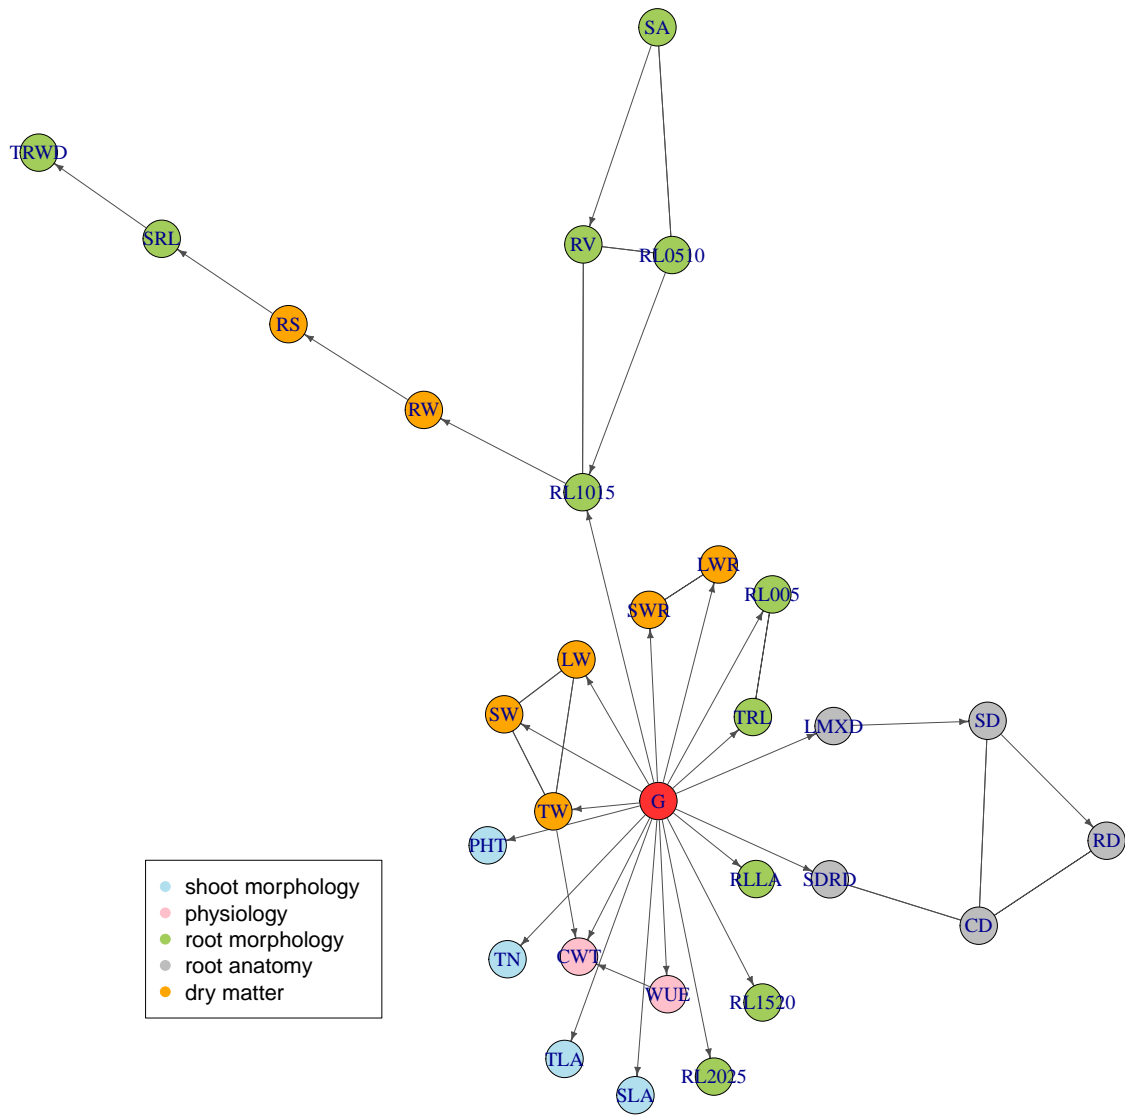 SA
TRWD
SRL
RV
RL0510
RS
RW
RL1015
LWR
RL005
SWR
LW
SW
TRL
LMXD
SD
G
TW
PHT
RD
RLLA
SDRD
CD
TN
CWT
WUE
RL1520
TLA
RL2025
SLA
shoot morphology
physiology
root morphology
root anatomy
dry matter